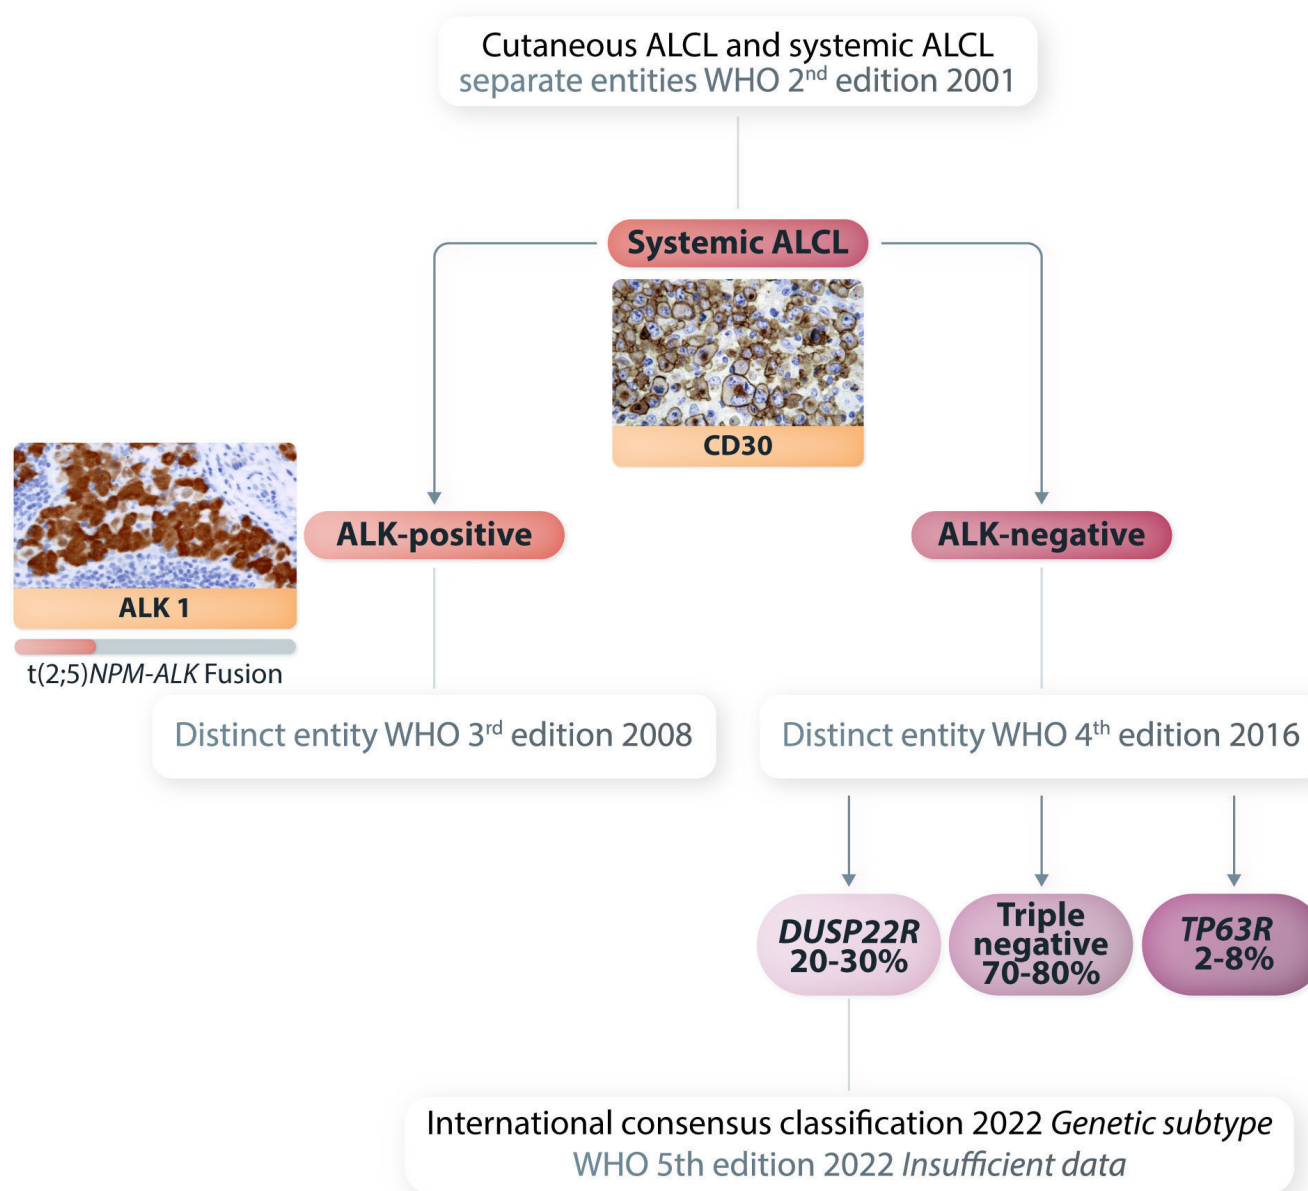 Cutaneous ALCL and systemic ALCL
separate entities WHO 2nd edition 2001
Systemic ALCL
CD30
ALK 1
t(2;5)NPM-ALK Fusion
ALK-positive
ALK-negative
Distinct entity WHO 3rd edition 2008
Distinct entity WHO 4th edition 2016
DUSP22R
20-30%
Triple
negative
70-80%
TP63R
2-8%
International consensus classification 2022 Genetic subtype
WHO 5th edition 2022 Insufficient data